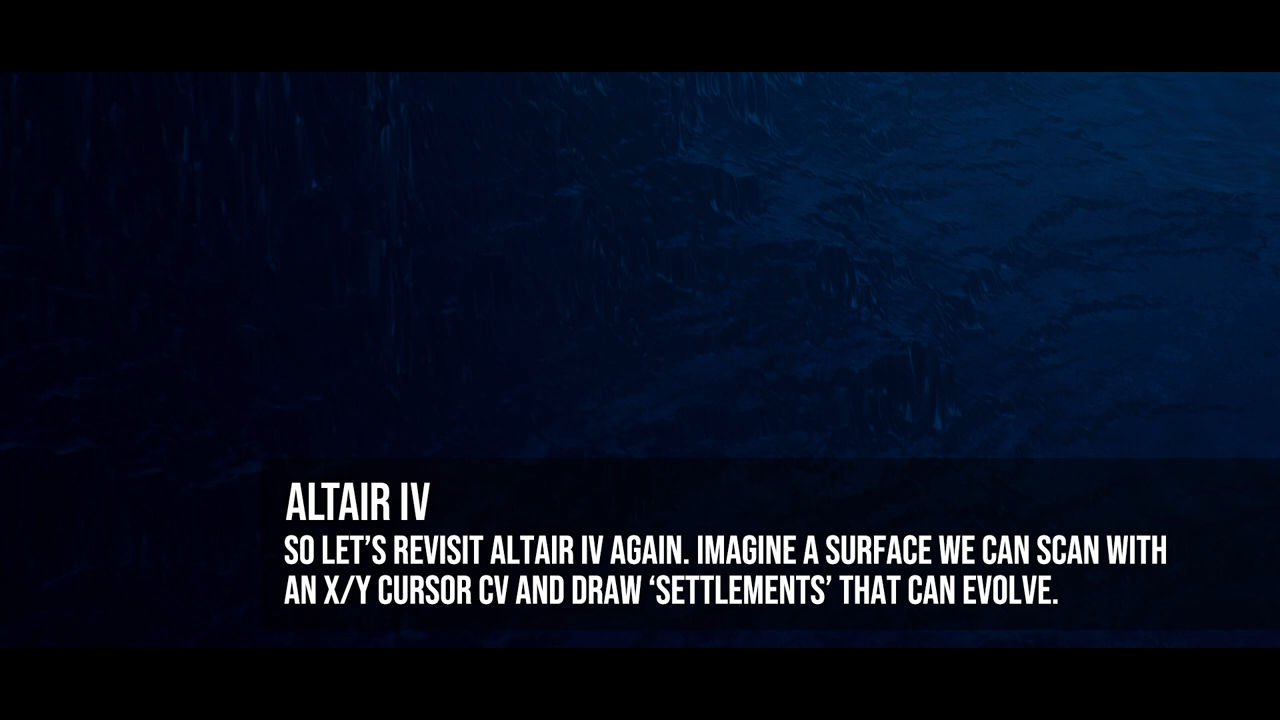 ALTAIR IV
SO LET’S REVISIT ALTAIR IV AGAIN. IMAGINE A SURFACE WE CAN SCAN WITH
AN X/Y CURSOR CV AND DRAW ‘SETTLEMENTS’ THAT CAN EVOLVE.